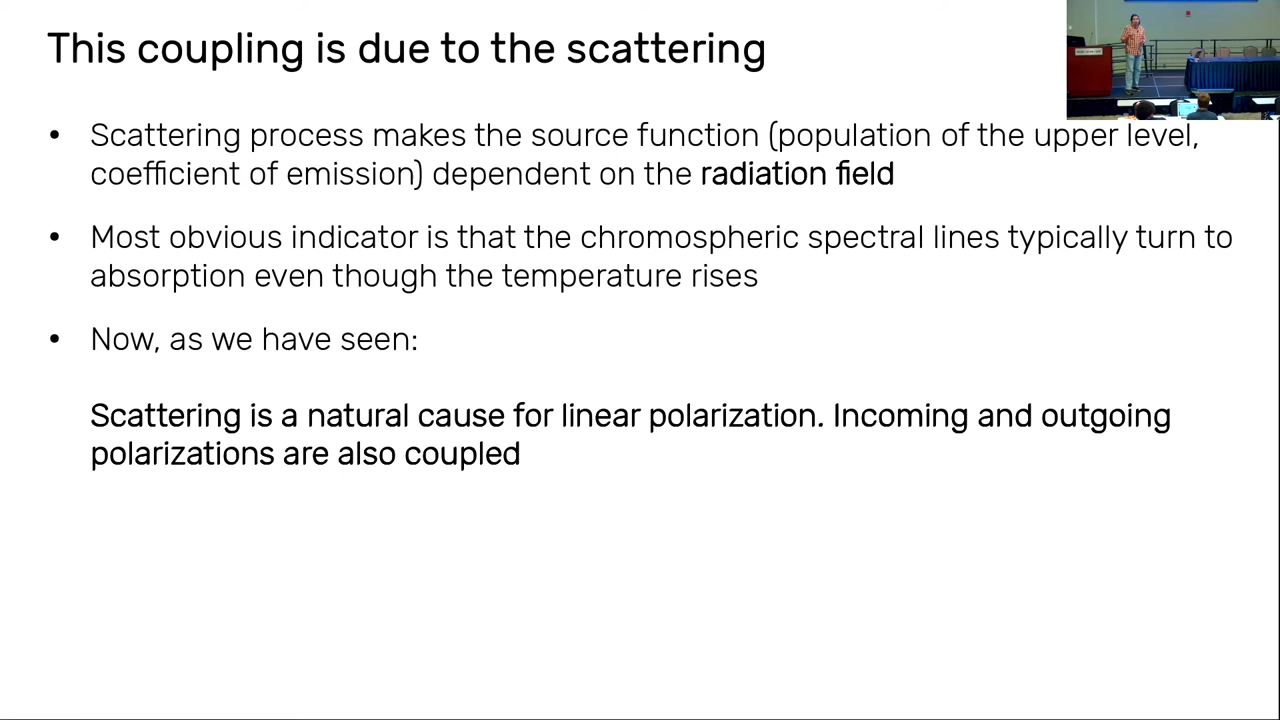 This coupling is due to the scattering
• Scattering process makes the source function (population of the upper level,
coefficient of emission) dependent on the radiation field
• Most obvious indicator is that the chromospheric spectral lines typically turn to
absorption even though the temperature rises
• Now, as we have seen:
Scattering is a natural cause for linear polarization. Incoming and outgoing
polarizations are also coupled